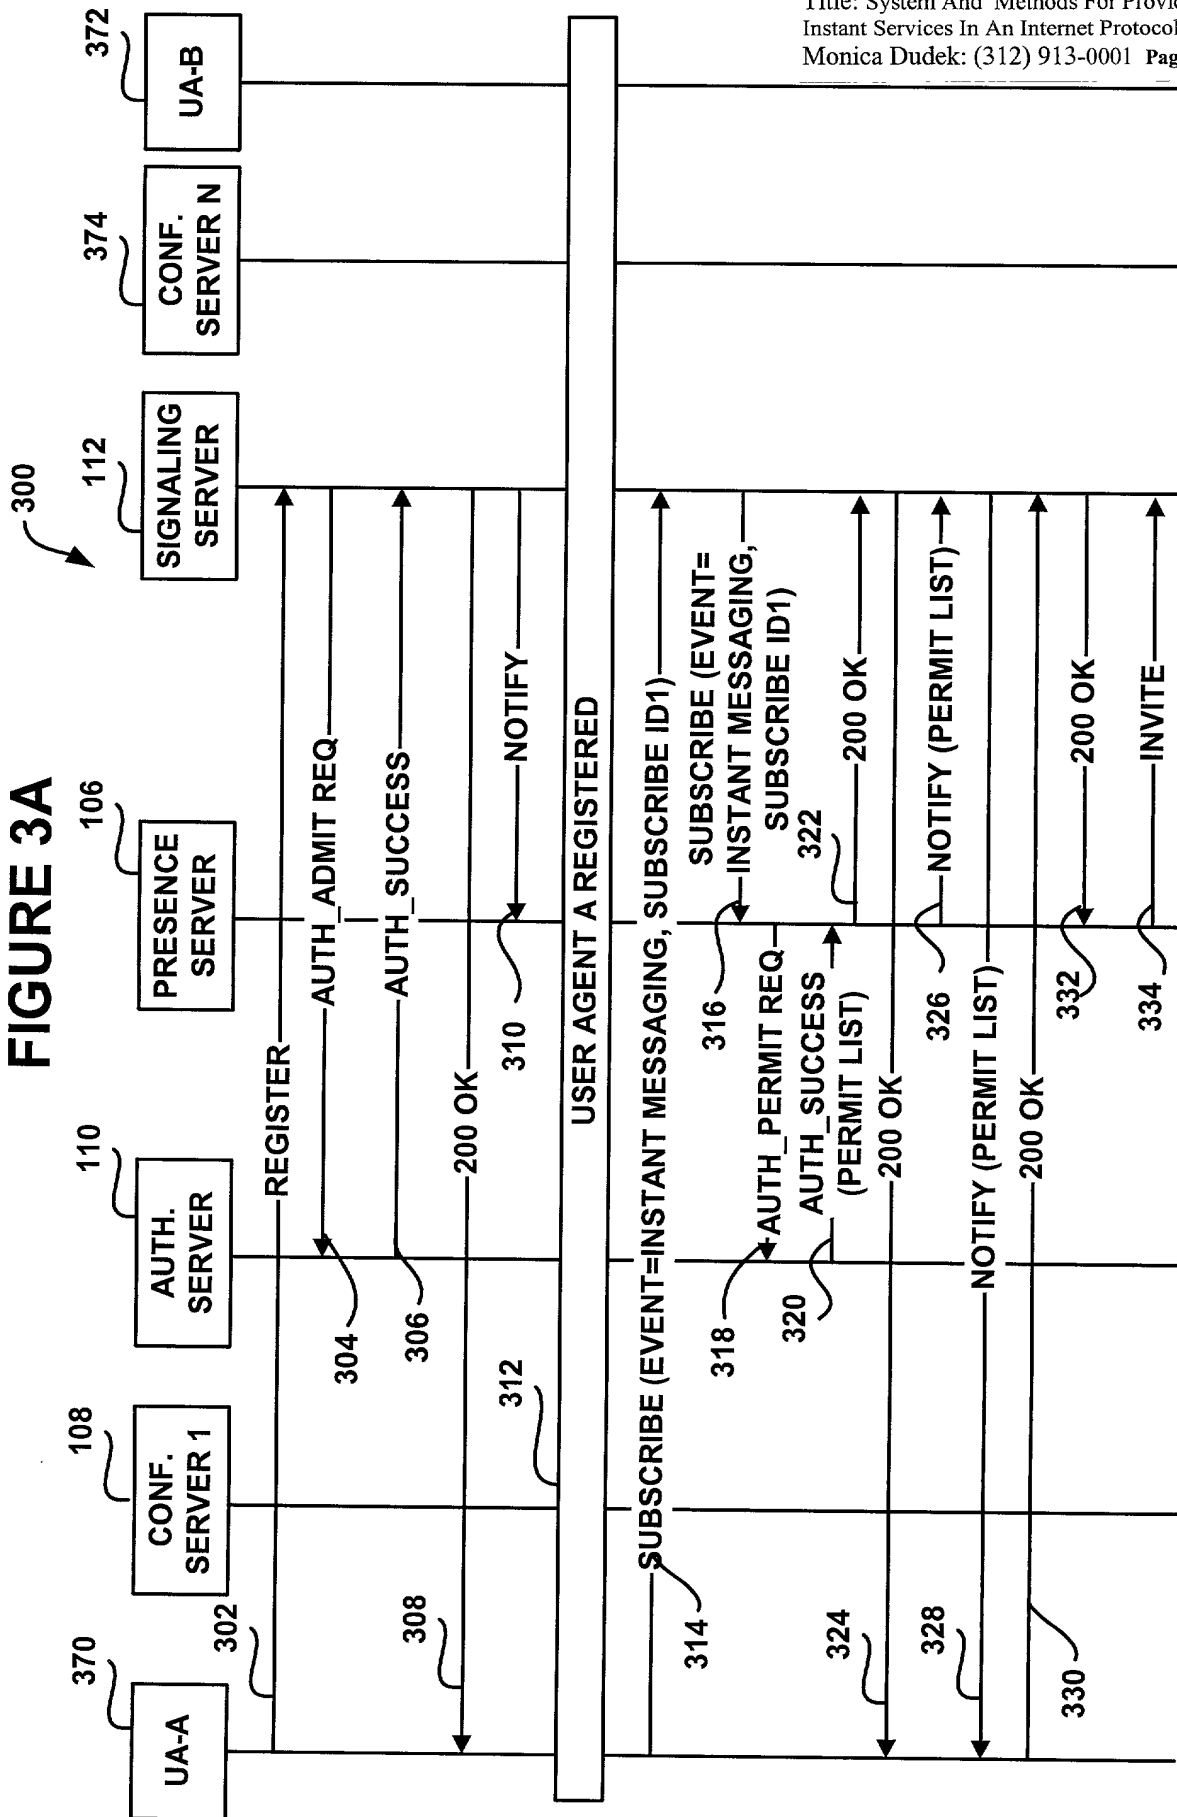 Title: System And Methods For Provid
Instant Services In An Internet Protocol
Monica Dudek: (312) 913-0001 Pag
FIGURE 3A
300
370
108
110
106
112
374
372
UA-A
CONF.
SERVER 1
AUTH.
SERVER
PRESENCE
SERVER
SIGNALING
SERVER
CONF.
SERVER N
UA-B
302
REGISTER
304
AUTH_ADMIT REQ
306
AUTH_SUCCESS
308
200 OK
310
NOTIFY
312
USER AGENT A REGISTERED
314
SUBSCRIBE (EVENT=INSTANT MESSAGING, SUBSCRIBE ID1)
316
SUBSCRIBE (EVENT=
INSTANT MESSAGING,
SUBSCRIBE ID1)
318
AUTH_PERMIT REQ
320
AUTH_SUCCESS
(PERMIT LIST)
322
200 OK
324
200 OK
326
NOTIFY (PERMIT LIST)
328
NOTIFY (PERMIT LIST)
330
200 OK
332
200 OK
334
INVITE